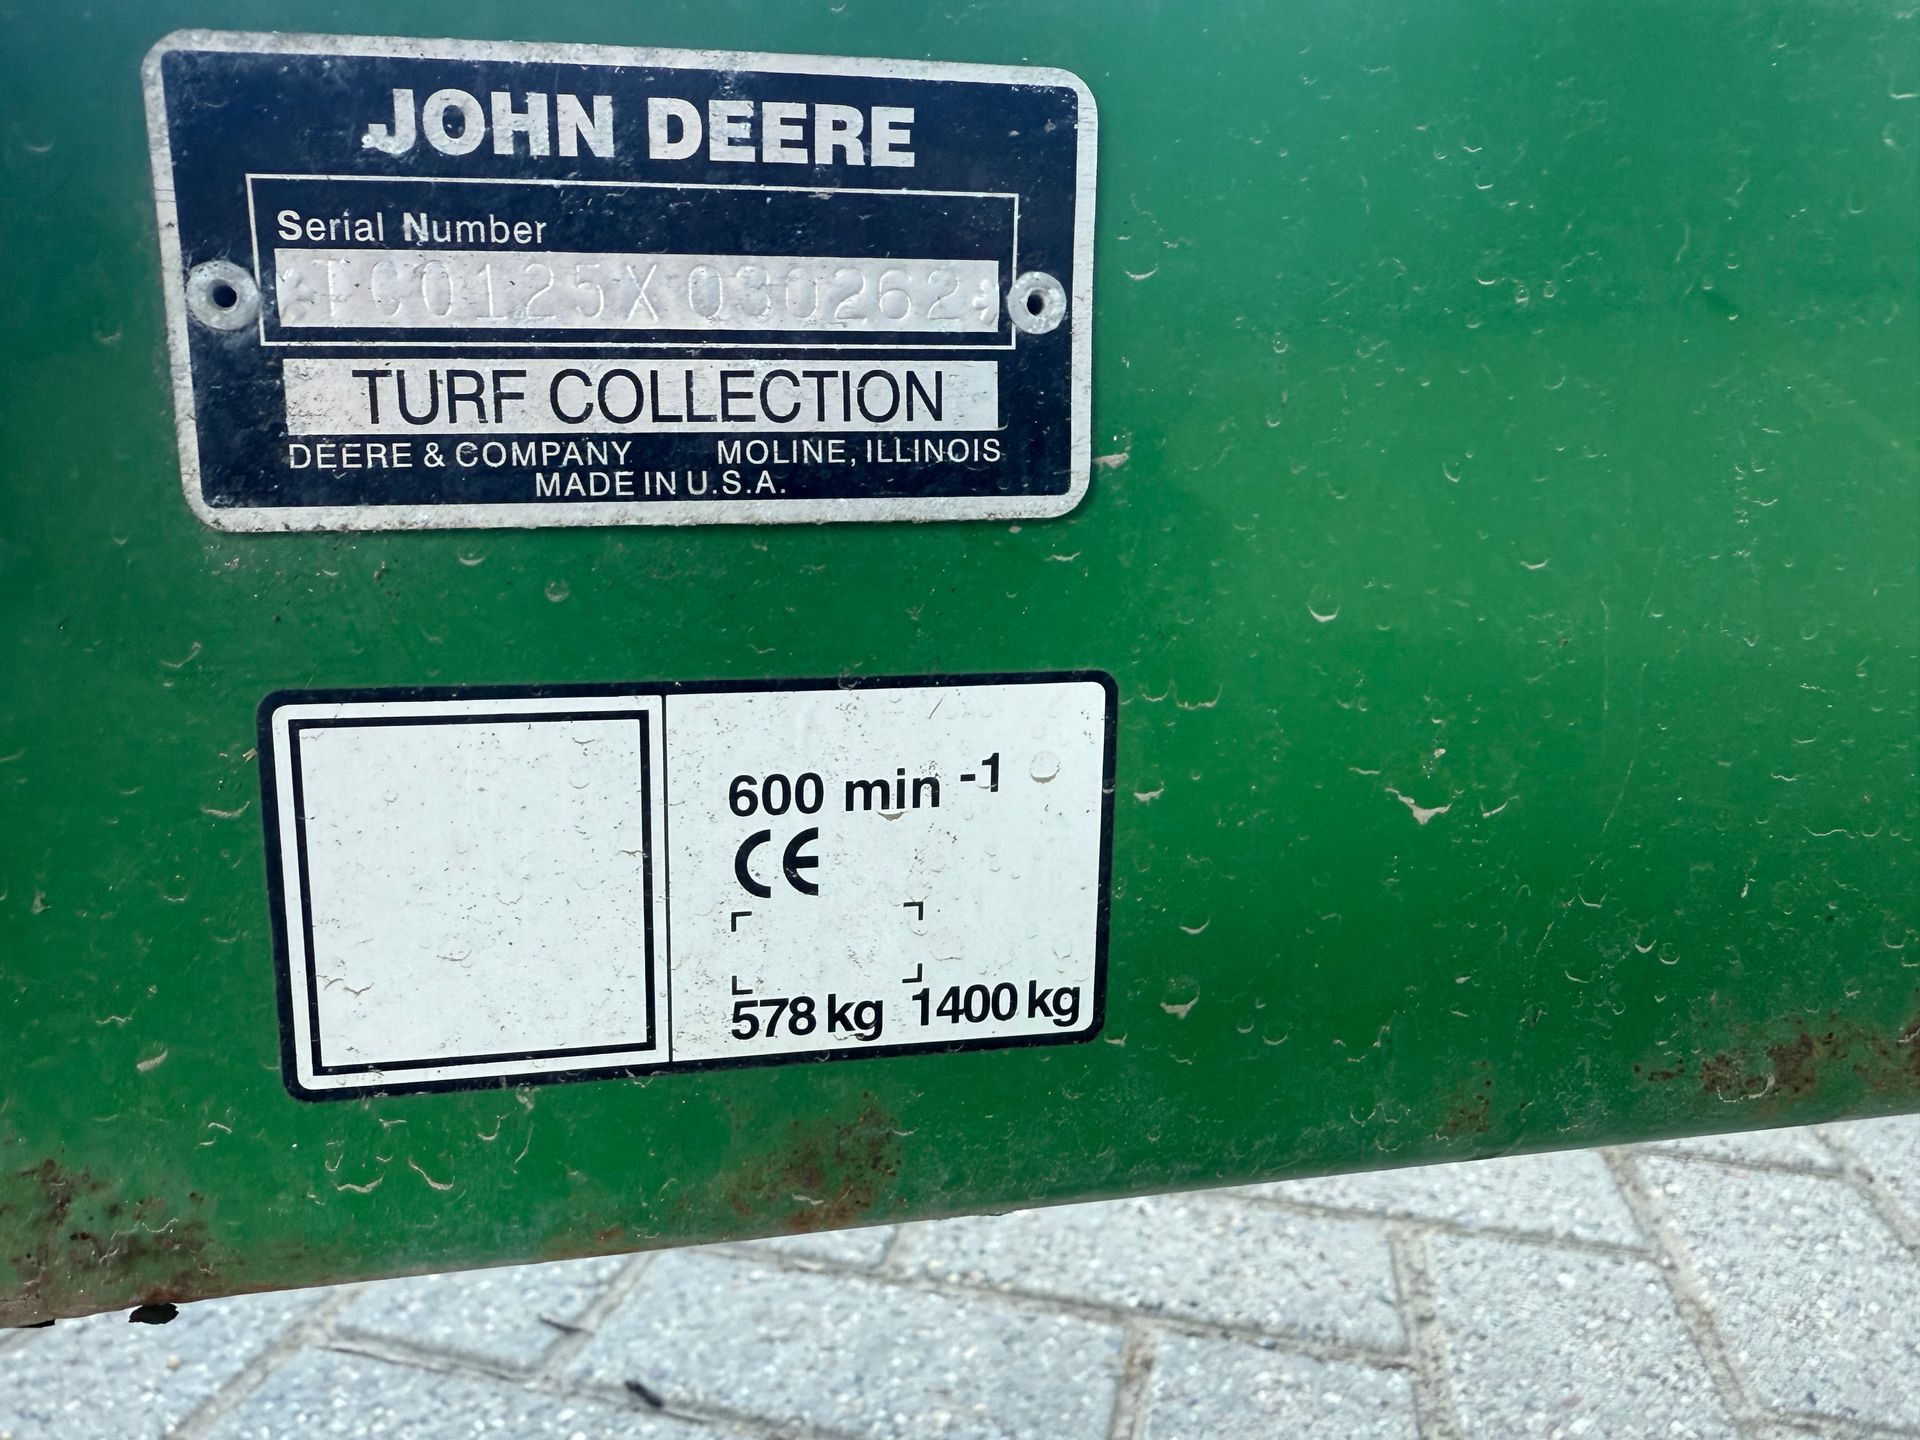 JOHN DEERE
Serial Number
*TC0125X030262*
TURF COLLECTION
DEERE & COMPANY MOLINE, ILLINOIS
MADE IN U.S.A.
600 min -1
CE
578 kg 1400 kg